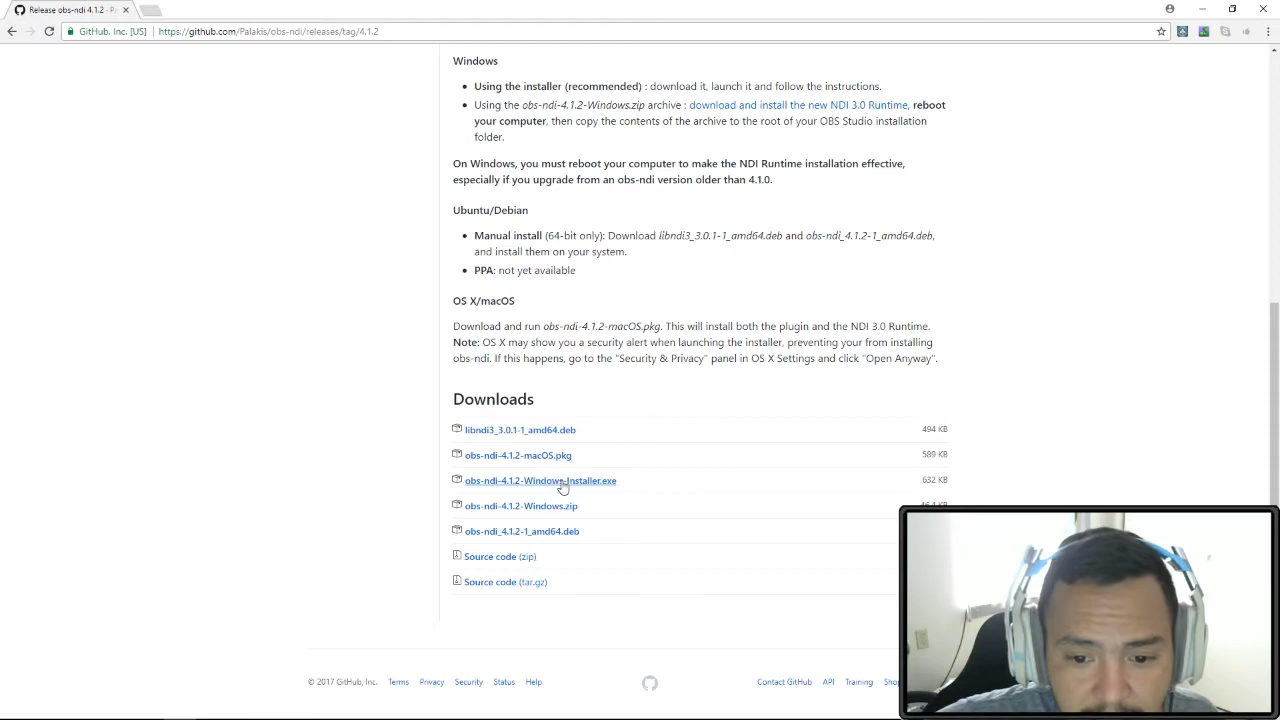 Release obs-ndi 4.1.2 · P
GitHub, Inc. [US] | https://github.com/Palakis/obs-ndi/releases/tag/4.1.2
Windows
Using the installer (recommended) : download it, launch it and follow the instructions.
Using the obs-ndi-4.1.2-Windows.zip archive : download and install the new NDI 3.0 Runtime, reboot
your computer, then copy the contents of the archive to the root of your OBS Studio installation
folder.
On Windows, you must reboot your computer to make the NDI Runtime installation effective,
especially if you upgrade from an obs-ndi version older than 4.1.0.
Ubuntu/Debian
Manual install (64-bit only): Download libndi3_3.0.1-1_amd64.deb and obs-ndi_4.1.2-1_amd64.deb,
and install them on your system.
PPA: not yet available
OS X/macOS
Download and run obs-ndi-4.1.2-macOS.pkg. This will install both the plugin and the NDI 3.0 Runtime.
Note: OS X may show you a security alert when launching the installer, preventing your from installing
obs-ndi. If this happens, go to the "Security & Privacy" panel in OS X Settings and click "Open Anyway".
Downloads
libndi3_3.0.1-1_amd64.deb 494 KB
obs-ndi-4.1.2-macOS.pkg 589 KB
obs-ndi-4.1.2-Windows-Installer.exe 632 KB
obs-ndi-4.1.2-Windows.zip
obs-ndi_4.1.2-1_amd64.deb
Source code (zip)
Source code (tar.gz)
© 2017 GitHub, Inc. Terms Privacy Security Status Help Contact GitHub API Training